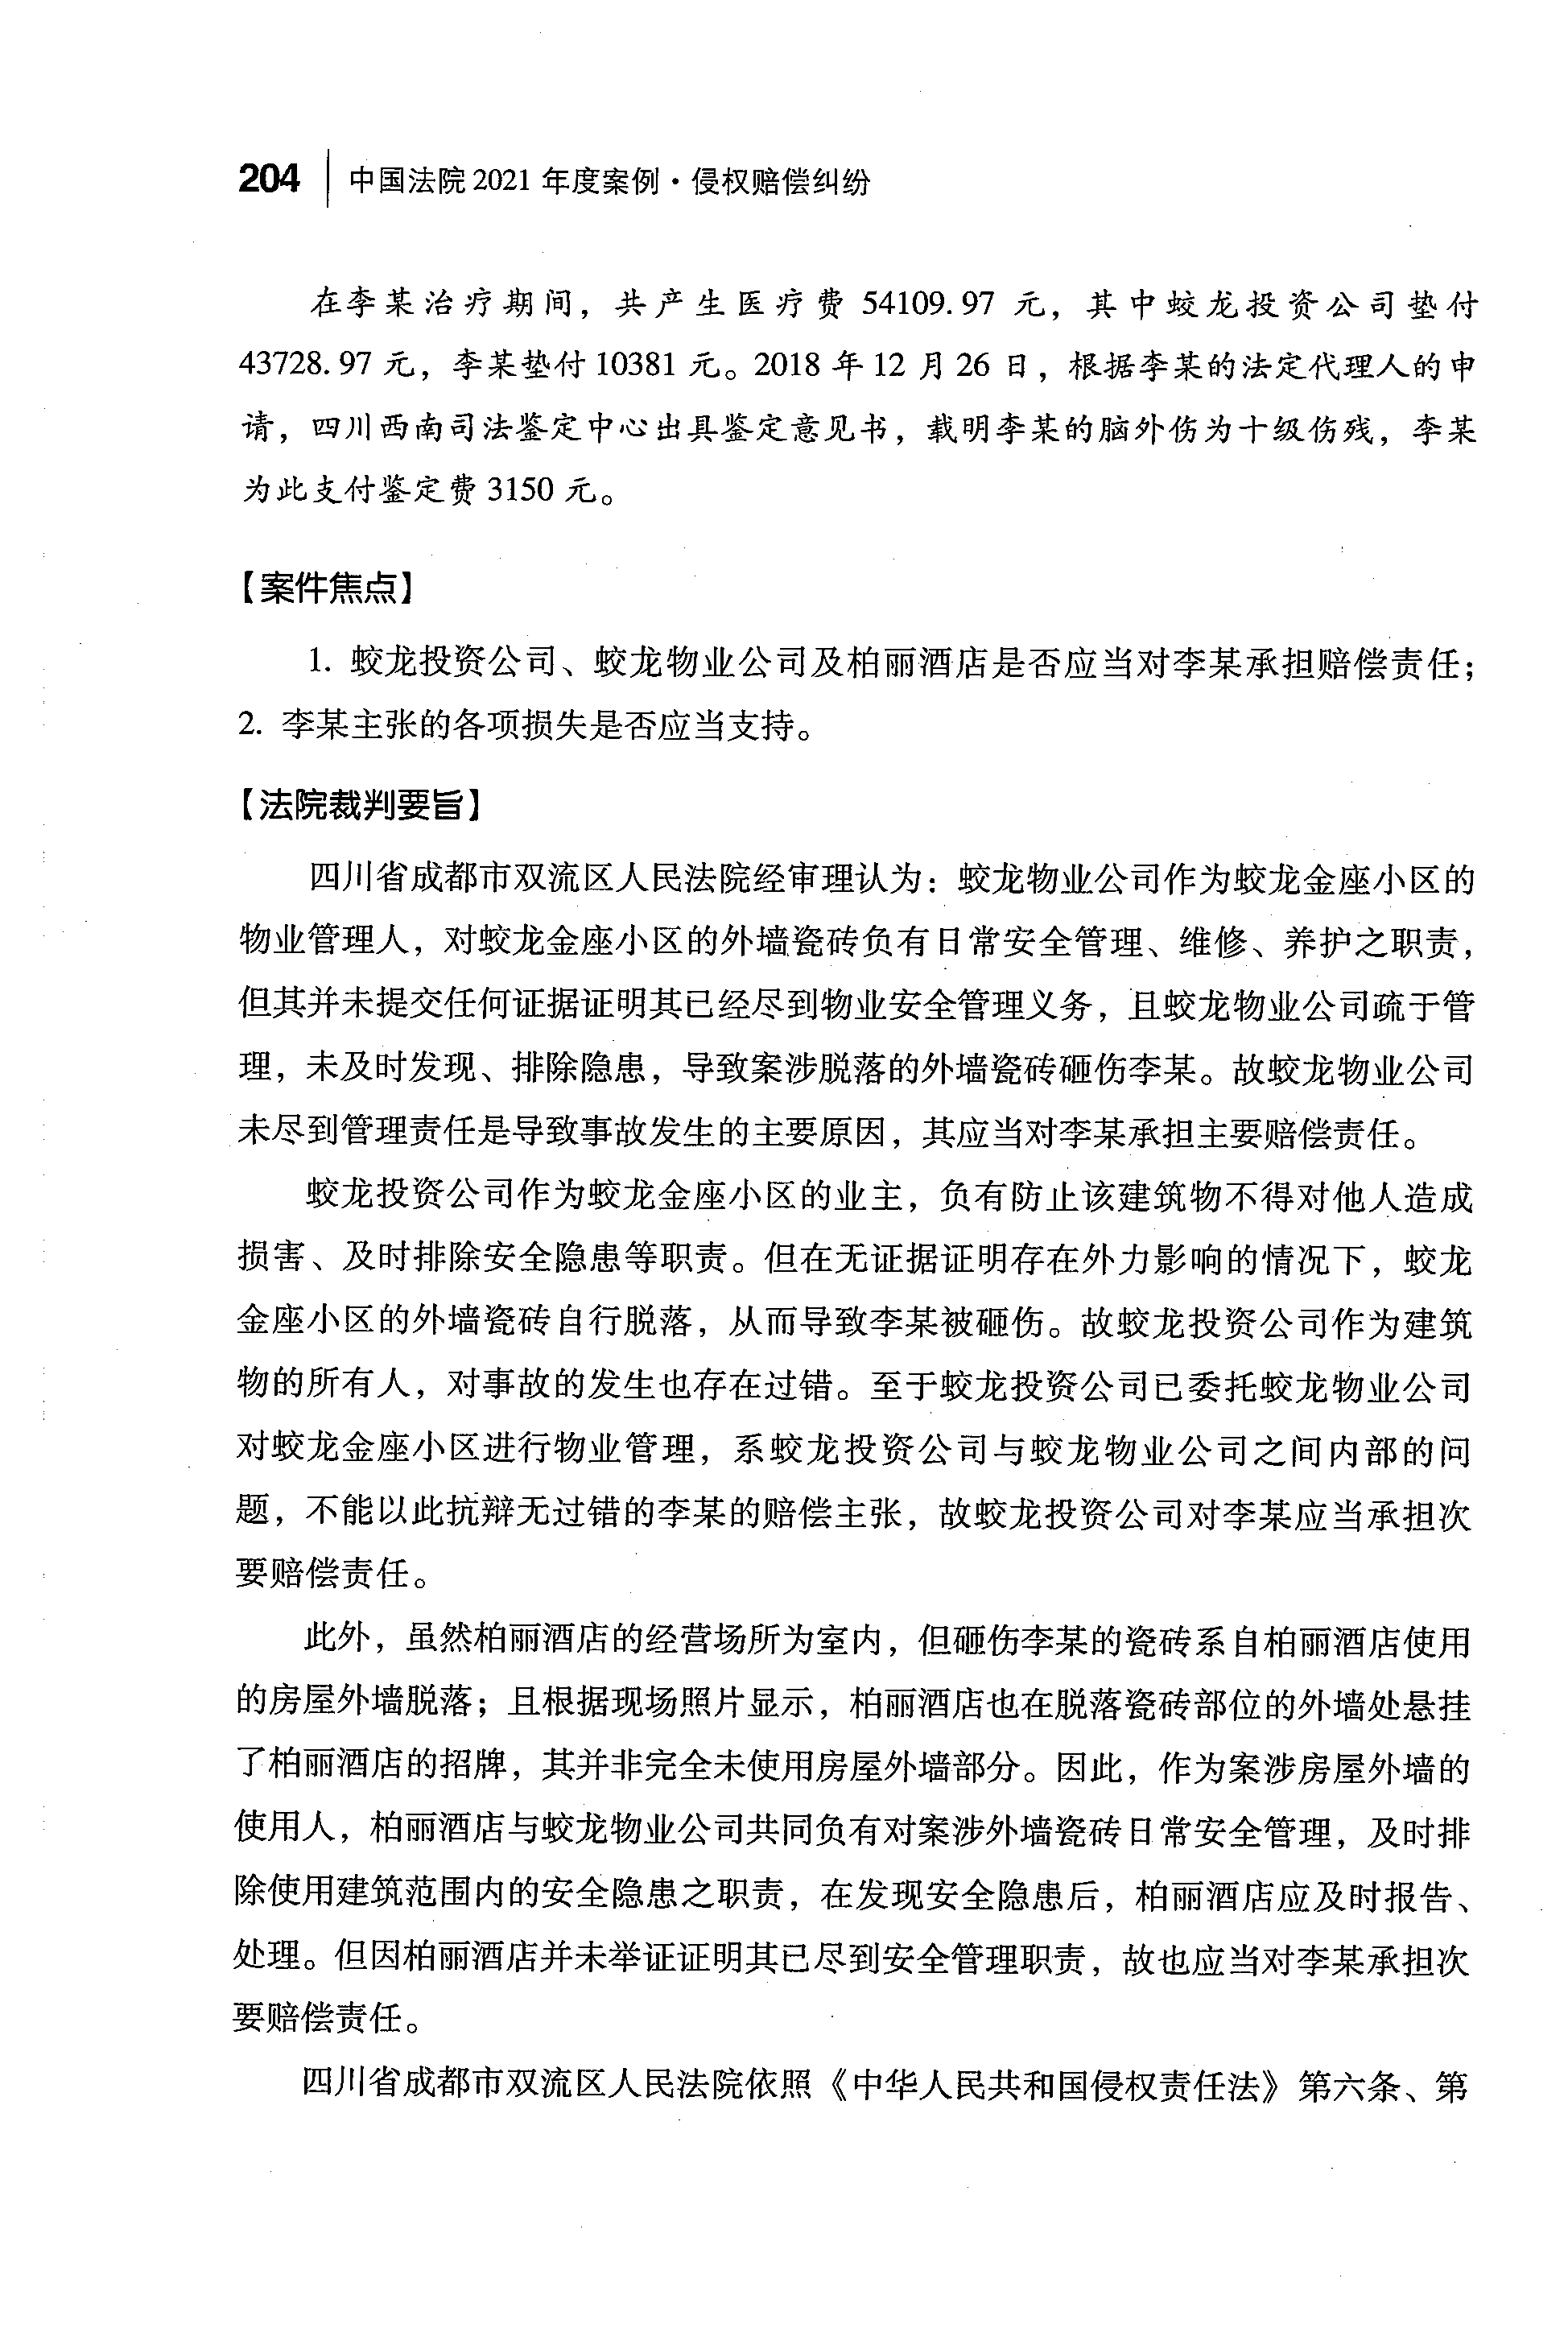 204 中国法院2021年度案例·侵权赔偿纠纷
在李某治疗期间，共产生医疗费54109.97元，其中蛟龙投资公司垫付
43728.97元，李某垫付10381元。2018年12月26日，根据李某的法定代理人的申
请，四川西南司法鉴定中心出具鉴定意见书，载明李某的脑外伤为十级伤残，李某
为此支付鉴定费3150元。
【案件焦点】
1. 蛟龙投资公司、蛟龙物业公司及柏丽酒店是否应当对李某承担赔偿责任；
2. 李某主张的各项损失是否应当支持。
【法院裁判要旨】
四川省成都市双流区人民法院经审理认为：蛟龙物业公司作为蛟龙金座小区的
物业管理人，对蛟龙金座小区的外墙瓷砖负有日常安全管理、维修、养护之职责，
但其并未提交任何证据证明其已经尽到物业安全管理义务，且蛟龙物业公司疏于管
理，未及时发现、排除隐患，导致案涉脱落的外墙瓷砖砸伤李某。故蛟龙物业公司
未尽到管理责任是导致事故发生的主要原因，其应当对李某承担主要赔偿责任。
蛟龙投资公司作为蛟龙金座小区的业主，负有防止该建筑物不得对他人造成
损害、及时排除安全隐患等职责。但在无证据证明存在外力影响的情况下，蛟龙
金座小区的外墙瓷砖自行脱落，从而导致李某被砸伤。故蛟龙投资公司作为建筑
物的所有人，对事故的发生也存在过错。至于蛟龙投资公司已委托蛟龙物业公司
对蛟龙金座小区进行物业管理，系蛟龙投资公司与蛟龙物业公司之间内部的问
题，不能以此抗辩无过错的李某的赔偿主张，故蛟龙投资公司对李某应当承担次
要赔偿责任。
此外，虽然柏丽酒店的经营场所为室内，但砸伤李某的瓷砖系自柏丽酒店使用
的房屋外墙脱落；且根据现场照片显示，柏丽酒店也在脱落瓷砖部位的外墙处悬挂
了柏丽酒店的招牌，其并非完全未使用房屋外墙部分。因此，作为案涉房屋外墙的
使用人，柏丽酒店与蛟龙物业公司共同负有对案涉外墙瓷砖日常安全管理，及时排
除使用建筑范围内的安全隐患之职责，在发现安全隐患后，柏丽酒店应及时报告、
处理。但因柏丽酒店并未举证证明其已尽到安全管理职责，故也应当对李某承担次
要赔偿责任。
四川省成都市双流区人民法院依照《中华人民共和国侵权责任法》第六条、第